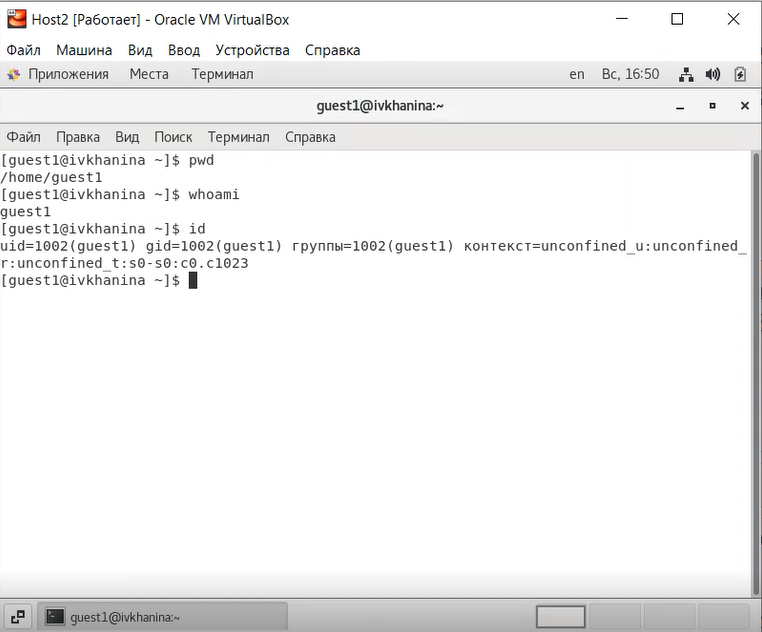 Host2 [Работает] - Oracle VM VirtualBox
Файл Машина Вид Ввод Устройства Справка
Приложения Места Терминал en Вс, 16:50
guest1@ivkhanina:~
Файл Правка Вид Поиск Терминал Справка
[guest1@ivkhanina ~]$ pwd
/home/guest1
[guest1@ivkhanina ~]$ whoami
guest1
[guest1@ivkhanina ~]$ id
uid=1002(guest1) gid=1002(guest1) группы=1002(guest1) контекст=unconfined_u:unconfined_
r:unconfined_t:s0-s0:c0.c1023
[guest1@ivkhanina ~]$
guest1@ivkhanina:~